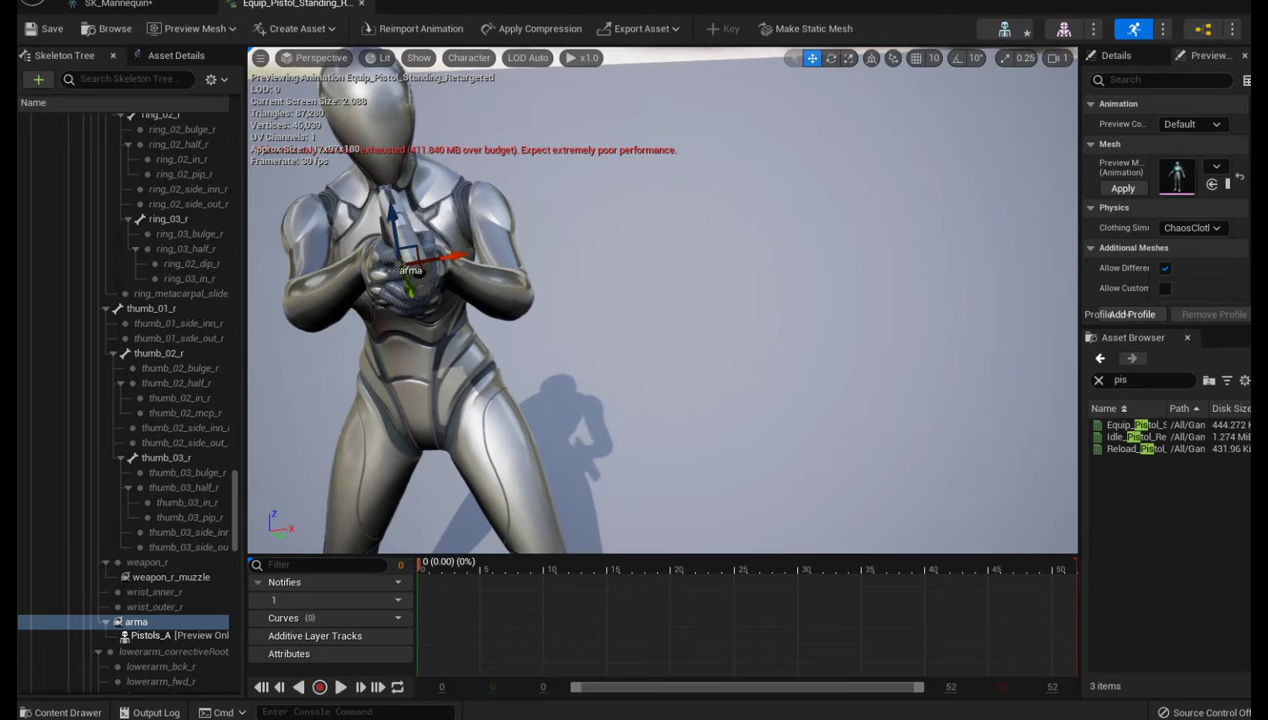 SK_Mannequin*
Equip_Pistol_Standing_R...
Save
Browse
Preview Mesh
Create Asset
Reimport Animation
Apply Compression
Export Asset
Key
Make Static Mesh
Skeleton Tree
Asset Details
Search Skeleton Tree...
Name
ring_02_r
ring_02_bulge_r
ring_02_half_r
ring_02_in_r
ring_02_pip_r
ring_02_side_inn_r
ring_02_side_out_r
ring_03_r
ring_03_bulge_r
ring_03_half_r
ring_02_dip_r
ring_03_in_r
ring_metacarpal_slide
thumb_01_r
thumb_01_side_inn_r
thumb_01_side_out_r
thumb_02_r
thumb_02_bulge_r
thumb_02_half_r
thumb_02_in_r
thumb_02_mcp_r
thumb_02_side_inn_
thumb_02_side_out_
thumb_03_r
thumb_03_bulge_r
thumb_03_half_r
thumb_03_in_r
thumb_03_pip_r
thumb_03_side_inn
thumb_03_side_ou
weapon_r
weapon_r_muzzle
wrist_inner_r
wrist_outer_r
arma
Pistols_A [Preview Onl
lowerarm_correctiveRoot
lowerarm_bck_r
lowerarm_fwd_r
Perspective
Lit
Show
Character
LOD Auto
x1.0
10
10°
0.25
1
Previewing Animation Equip_Pistol_Standing_Retargeted
LOD: 0
Current Screen Size: 2.088
Triangles: 87,280
Vertices: 46,039
UV Channels: 1
Approx Size: 117x97x180
exhausted (411.840 MB over budget). Expect extremely poor performance.
Framerate: 30 fps
arma
Z
X
Filter
0
0 (0.00) (0%)
5
10
15
20
25
30
35
40
45
50
Notifies
1
Curves (0)
Additive Layer Tracks
Attributes
0
0
0
52
52
Details
Preview...
Search
Animation
Preview Co...
Default
Mesh
Preview M...
(Animation)
Apply
Physics
Clothing Simu
ChaosClotl
Additional Meshes
Allow Differe
Allow Custom
Profile
Add Profile
Remove Profile
Asset Browser
pis
Name
Path
Disk Size
Equip_Pistol_S
/All/Gan
444.272 K
Idle_Pistol_Re
/All/Gan
1.274 MiB
Reload_Pistol_
/All/Gan
431.96 Ki
3 items
Content Drawer
Output Log
Cmd
Enter Console Command
Source Control Off